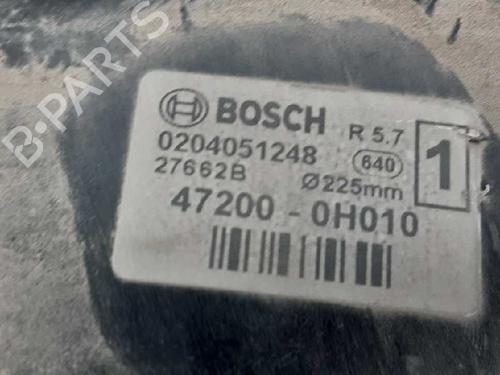 B-PARTS
BOSCH R 5.7
0204051248 640 1
27662B Ø225mm
47200 - 0H010